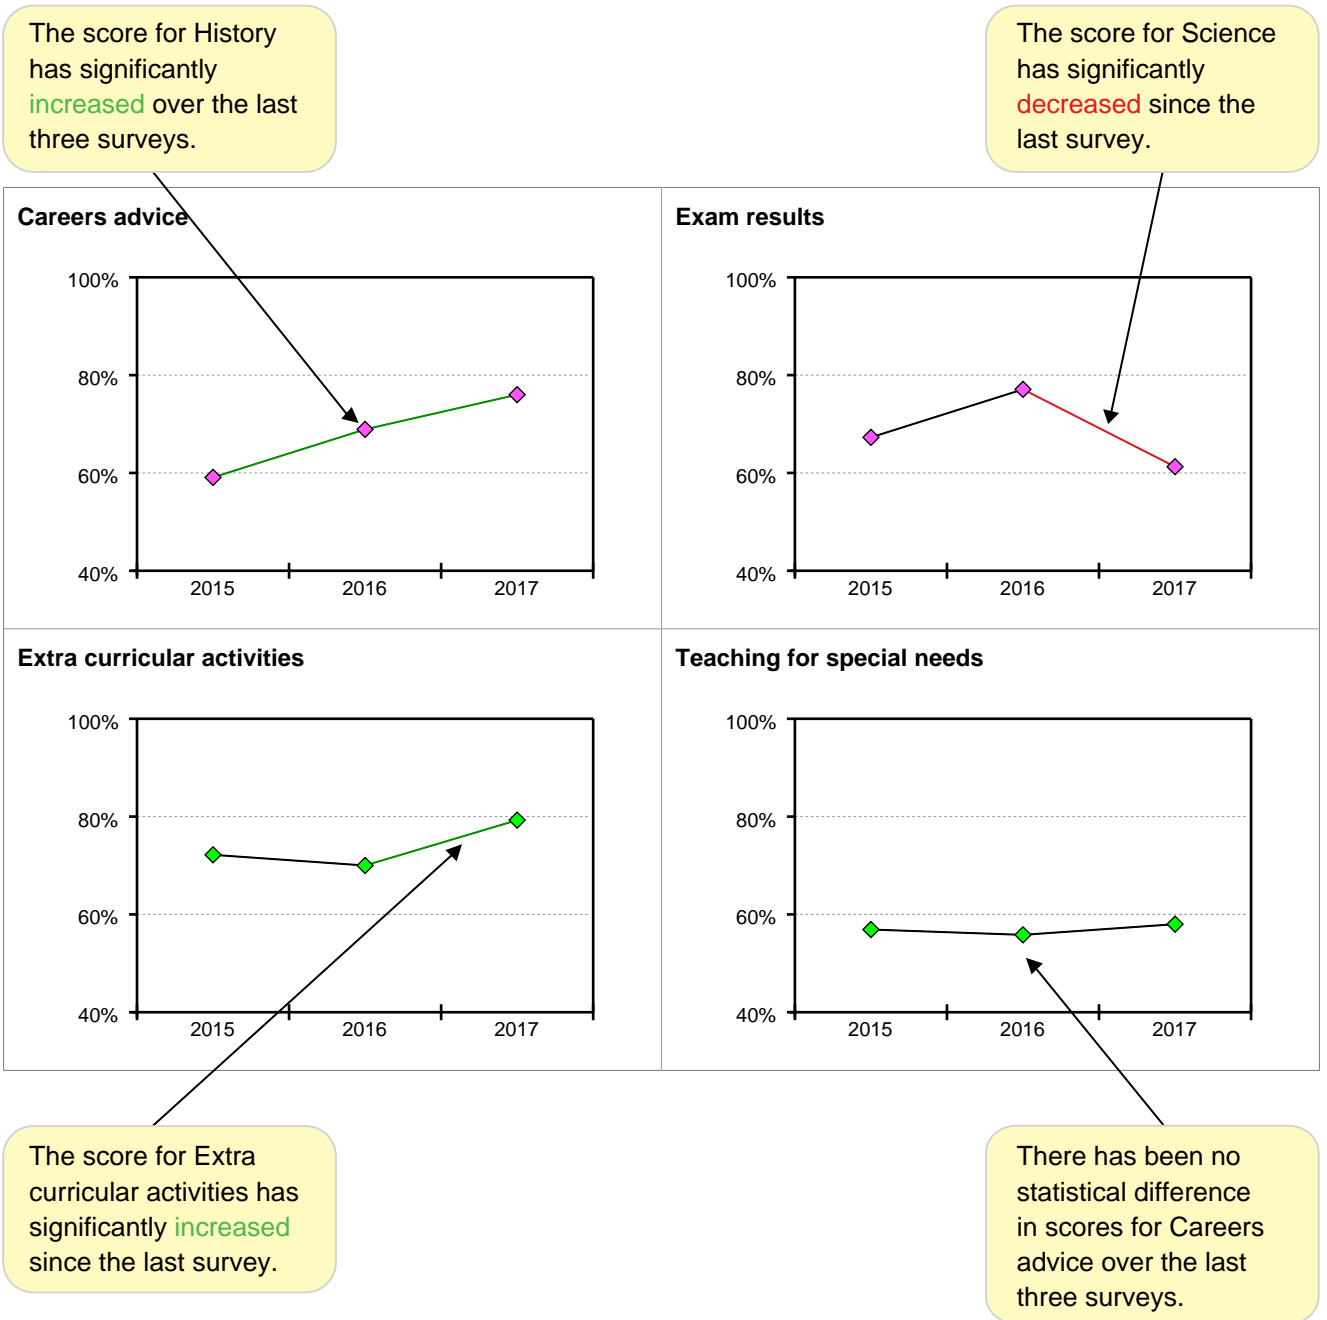 The score for History
has significantly
increased over the last
three surveys.
The score for Science
has significantly
decreased since the
last survey.
Careers advice
100%
80%
60%
40%
2015 2016 2017
Exam results
100%
80%
60%
40%
2015 2016 2017
Extra curricular activities
100%
80%
60%
40%
2015 2016 2017
Teaching for special needs
100%
80%
60%
40%
2015 2016 2017
The score for Extra
curricular activities has
significantly increased
since the last survey.
There has been no
statistical difference
in scores for Careers
advice over the last
three surveys.